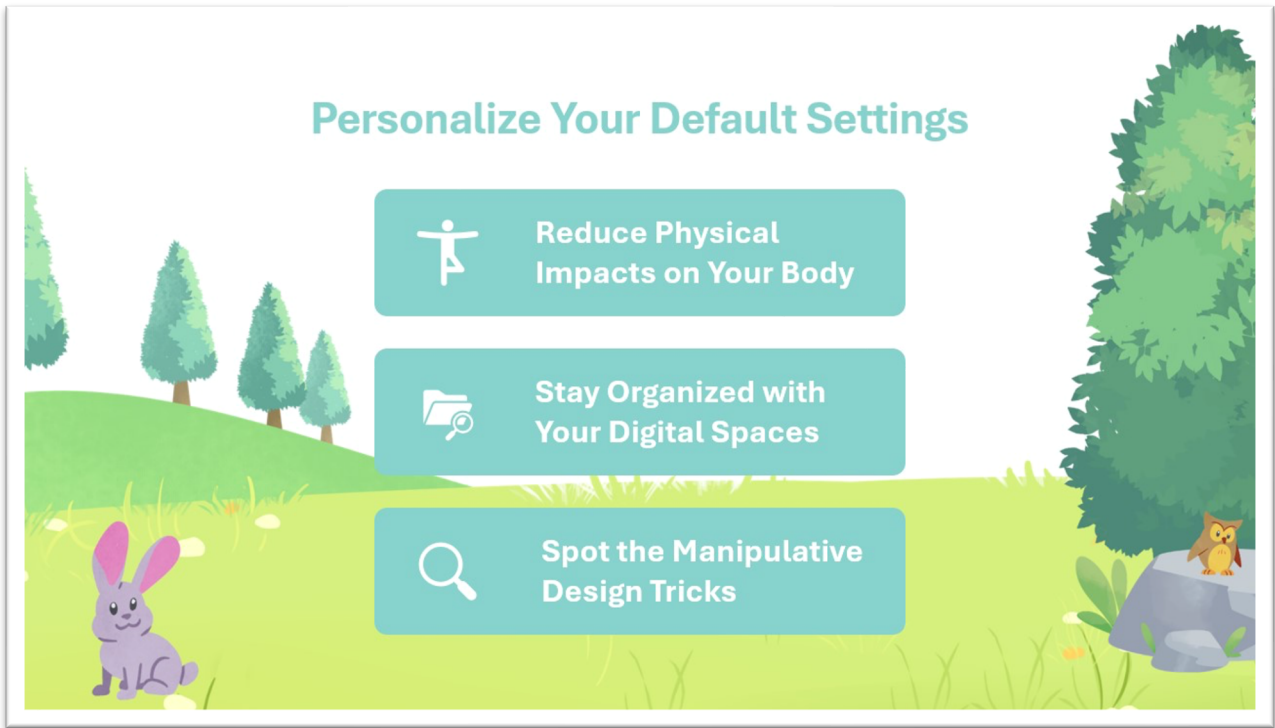 Personalize Your Default Settings
Reduce Physical
Impacts on Your Body
Stay Organized with
Your Digital Spaces
Spot the Manipulative
Design Tricks